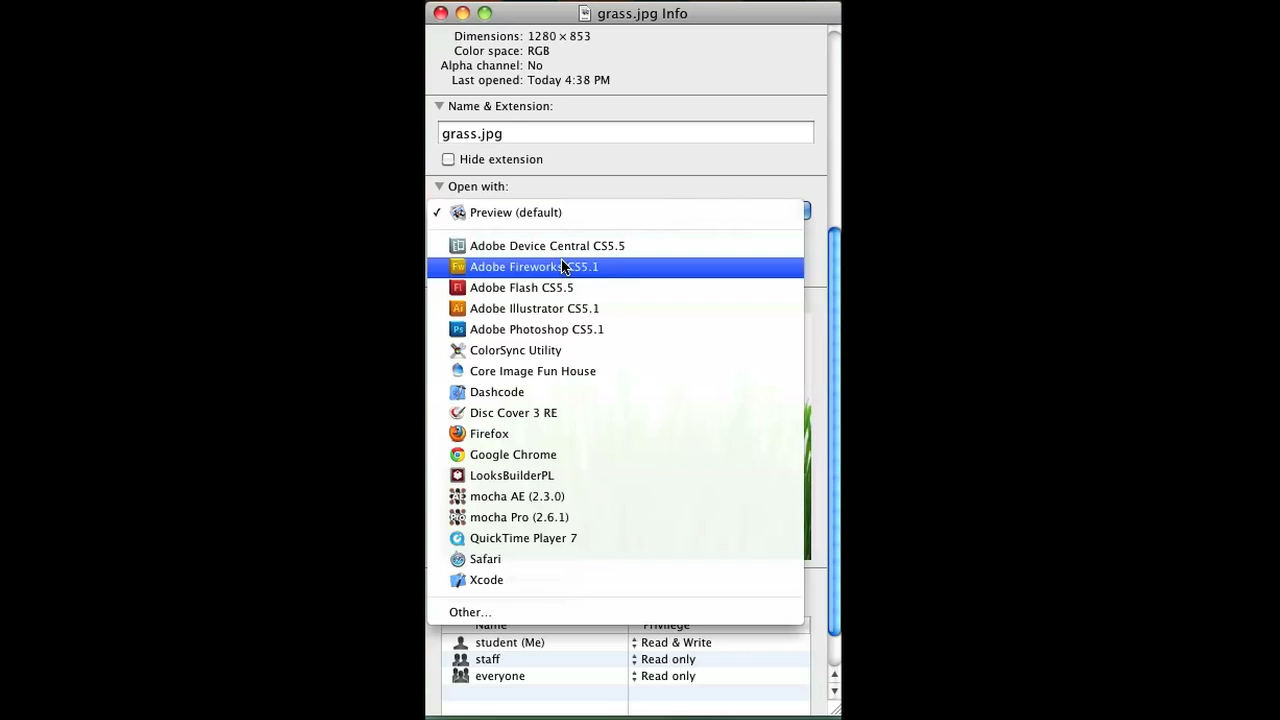 grass.jpg Info
Dimensions: 1280 × 853
Color space: RGB
Alpha channel: No
Last opened: Today 4:38 PM
Name & Extension:
grass.jpg
Hide extension
Open with:
✓ Preview (default)
Adobe Device Central CS5.5
Fw Adobe Fireworks CS5.1
Fl Adobe Flash CS5.5
Ai Adobe Illustrator CS5.1
Ps Adobe Photoshop CS5.1
ColorSync Utility
Core Image Fun House
Dashcode
Disc Cover 3 RE
Firefox
Google Chrome
LooksBuilderPL
mocha AE (2.3.0)
mocha Pro (2.6.1)
QuickTime Player 7
Safari
Xcode
Other...
Name Privilege
student (Me) Read & Write
staff Read only
everyone Read only